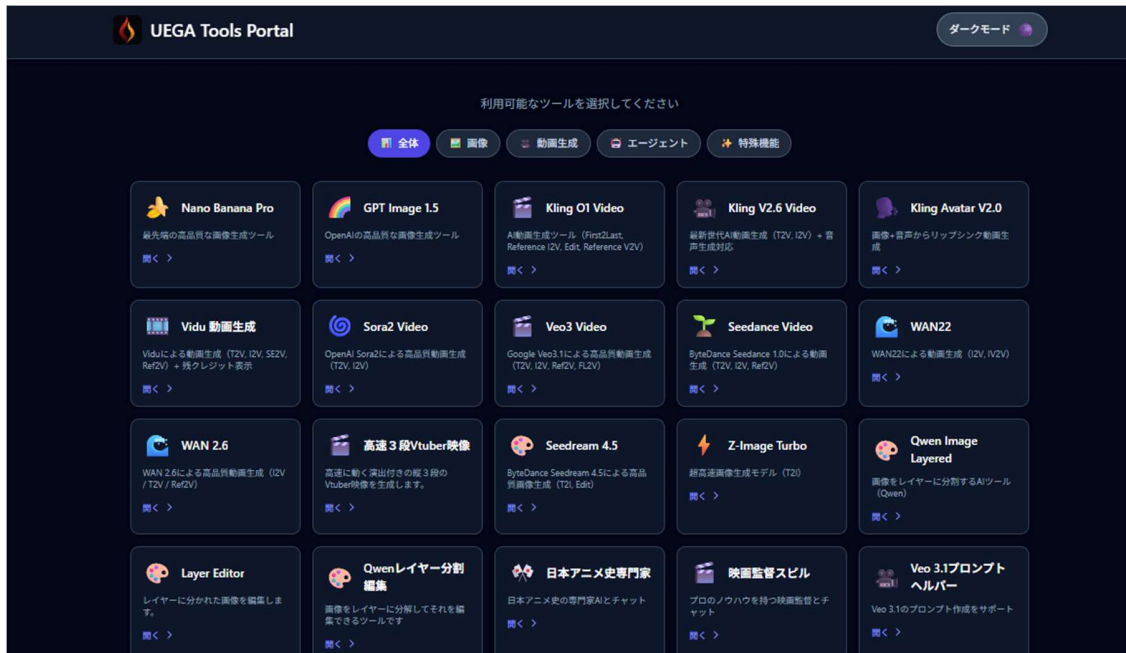 UEGA Tools Portal
ダークモード
利用可能なツールを選択してください
全体
画像
動画生成
エージェント
特殊機能
Nano Banana Pro
最先端の高品質な画像生成ツール
開く >
GPT Image 1.5
OpenAIの高品質な画像生成ツール
開く >
Kling O1 Video
AI動画生成ツール（First2Last,
Reference I2V, Edit, Reference V2V）
開く >
Kling V2.6 Video
最新世代AI動画生成（T2V, I2V）+ 音
声生成対応
開く >
Kling Avatar V2.0
画像+音声からリップシンク動画生
成
開く >
Vidu 動画生成
Viduによる動画生成（T2V, I2V, SE2V,
Ref2V）+ 残クレジット表示
開く >
Sora2 Video
OpenAI Sora2による高品質動画生成
（T2V, I2V）
開く >
Veo3 Video
Google Veo3.1による高品質動画生成
（T2V, I2V, Ref2V, FL2V）
開く >
Seedance Video
ByteDance Seedance 1.0による動画
生成（T2V, I2V, Ref2V）
開く >
WAN22
WAN22による動画生成（I2V, IV2V）
開く >
WAN 2.6
WAN 2.6による高品質動画生成（I2V
/ T2V / Ref2V）
開く >
高速３段Vtuber映像
高速に動く演出付きの縦３段の
Vtuber映像を生成します。
開く >
Seedream 4.5
ByteDance Seedream 4.5による高品
質画像生成（T2I, Edit）
開く >
Z-Image Turbo
超高速画像生成モデル（T2I）
開く >
Qwen Image
Layered
画像をレイヤーに分割するAIツール
（Qwen）
開く >
Layer Editor
レイヤーに分かれた画像を編集しま
す。
開く >
Qwenレイヤー分割
編集
画像をレイヤーに分解してそれを編
集できるツールです
開く >
日本アニメ史専門家
日本アニメ史の専門家AIとチャット
開く >
映画監督スピル
プロのノウハウを持つ映画監督とチ
ャット
開く >
Veo 3.1プロンプト
ヘルパー
Veo 3.1のプロンプト作成をサポート
開く >